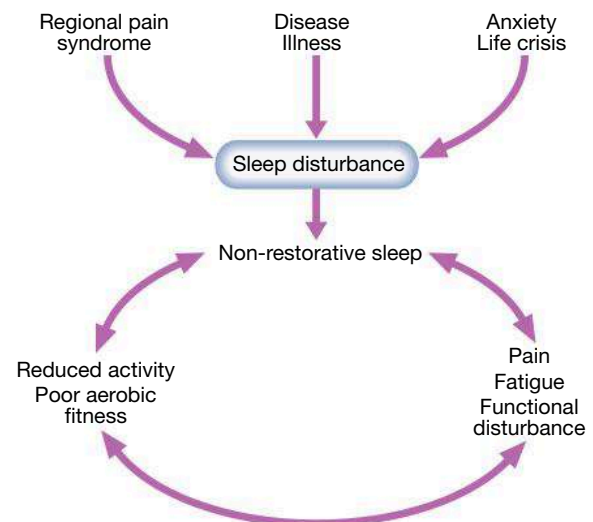 Regional pain
syndrome
Disease
Illness
Anxiety
Life crisis
Sleep disturbance
Non-restorative sleep
Reduced activity
Poor aerobic
fitness
Pain
Fatigue
Functional
disturbance